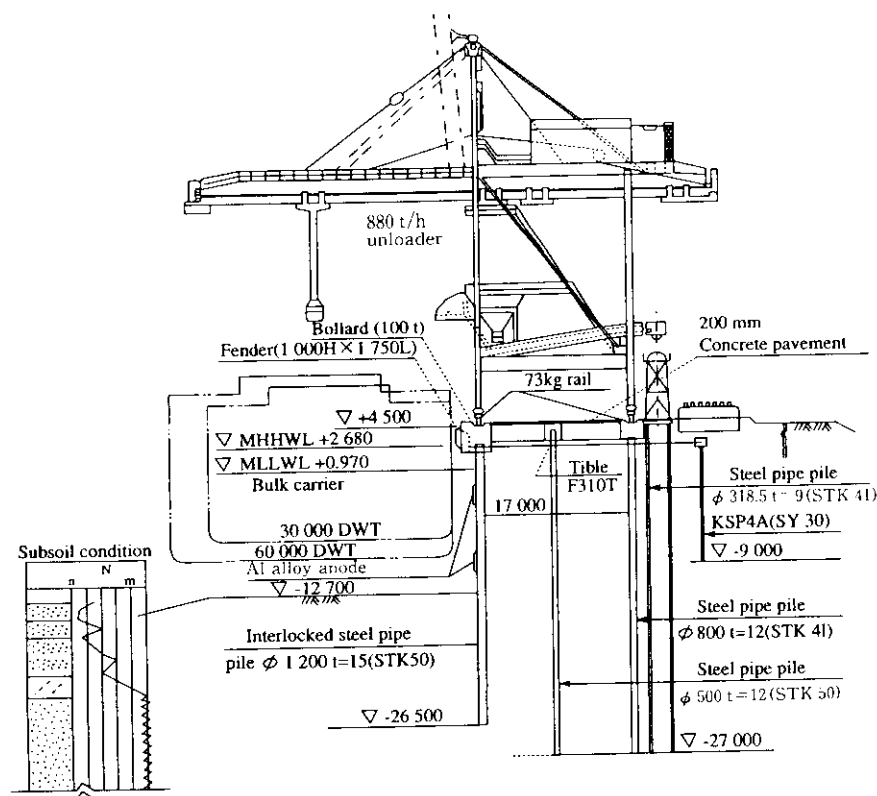 880 t/h
unloader
Bollard (100 t)
Fender(1 000H × 1 750L)
200 mm
Concrete pavement
73kg rail
▽ +4 500
▽ MHHWL +2 680
▽ MLLWL +0.970
Bulk carrier
Tible
F310T
17 000
Steel pipe pile
φ 318.5 t=9(STK 41)
KSP4A(SY 30)
▽ -9 000
30 000 DWT
60 000 DWT
Al alloy anode
▽ -12 700
Subsoil condition
N
n
m
Interlocked steel pipe
pile φ 1 200 t=15(STK50)
Steel pipe pile
φ 800 t=12(STK 41)
Steel pipe pile
φ 500 t=12(STK 50)
▽ -26 500
▽ -27 000